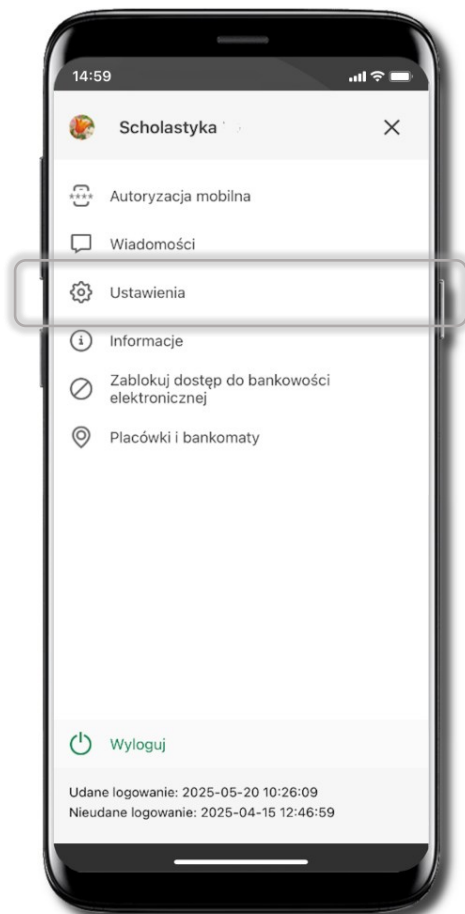 14:59
Scholastyka
Autoryzacja mobilna
Wiadomości
Ustawienia
Informacje
Zablokuj dostęp do bankowości
elektronicznej
Placówki i bankomaty
Wyloguj
Udane logowanie: 2025-05-20 10:26:09
Nieudane logowanie: 2025-04-15 12:46:59